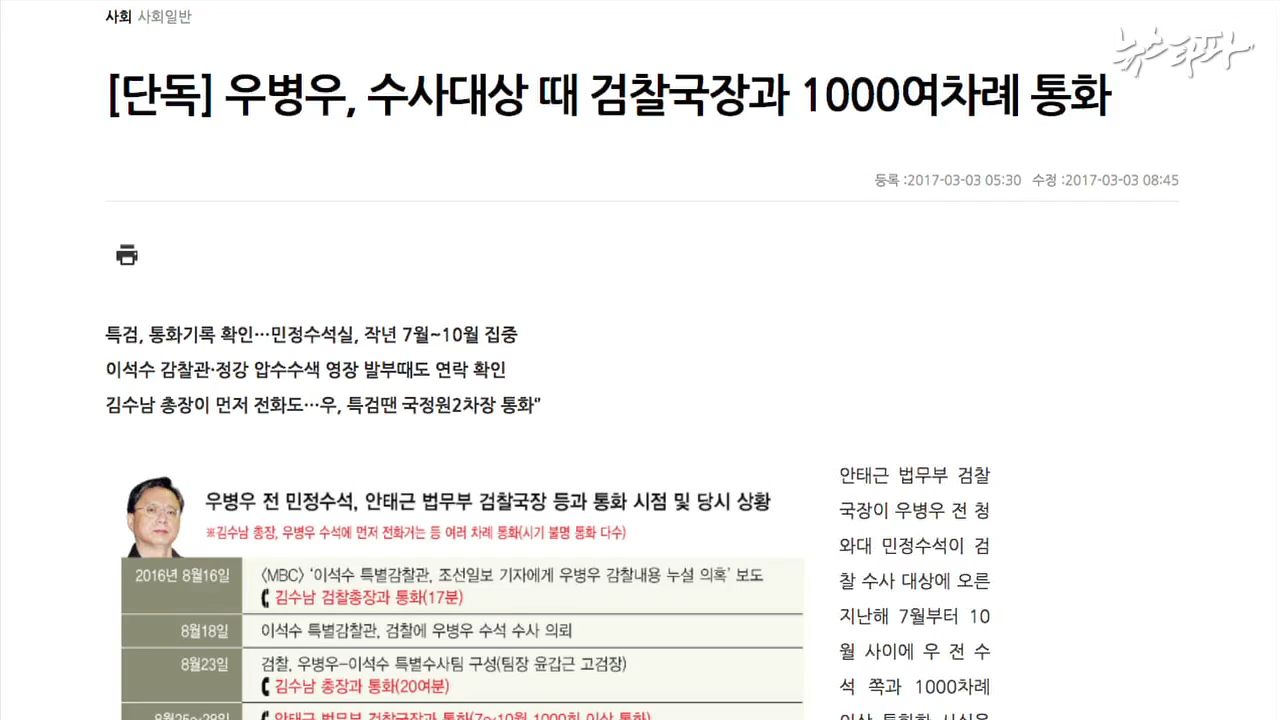 사회 사회일반
뉴스타파
[단독] 우병우, 수사대상 때 검찰국장과 1000여차례 통화
등록 :2017-03-03 05:30 수정 :2017-03-03 08:45
특검, 통화기록 확인…민정수석실, 작년 7월~10월 집중
이석수 감찰관·정강 압수수색 영장 발부때도 연락 확인
김수남 총장이 먼저 전화도…우, 특검땐 국정원2차장 통화"
우병우 전 민정수석, 안태근 법무부 검찰국장 등과 통화 시점 및 당시 상황
※김수남 총장, 우병우 수석에 먼저 전화거는 등 여러 차례 통화(시기 불명 통화 다수)
2016년 8월16일 〈MBC〉 '이석수 특별감찰관, 조선일보 기자에게 우병우 감찰내용 누설 의혹' 보도
김수남 검찰총장과 통화(17분)
8월18일 이석수 특별감찰관, 검찰에 우병우 수석 수사 의뢰
8월23일 검찰, 우병우-이석수 특별수사팀 구성(팀장 윤갑근 고검장)
김수남 총장과 통화(20여분)
8월25~28일 안태근 법무부 검찰국장과 통화(7~10월 1000회 이상 통화)
안태근 법무부 검찰
국장이 우병우 전 청
와대 민정수석이 검
찰 수사 대상에 오른
지난해 7월부터 10
월 사이에 우 전 수
석 쪽과 1000차례
이상 통화한 사실을